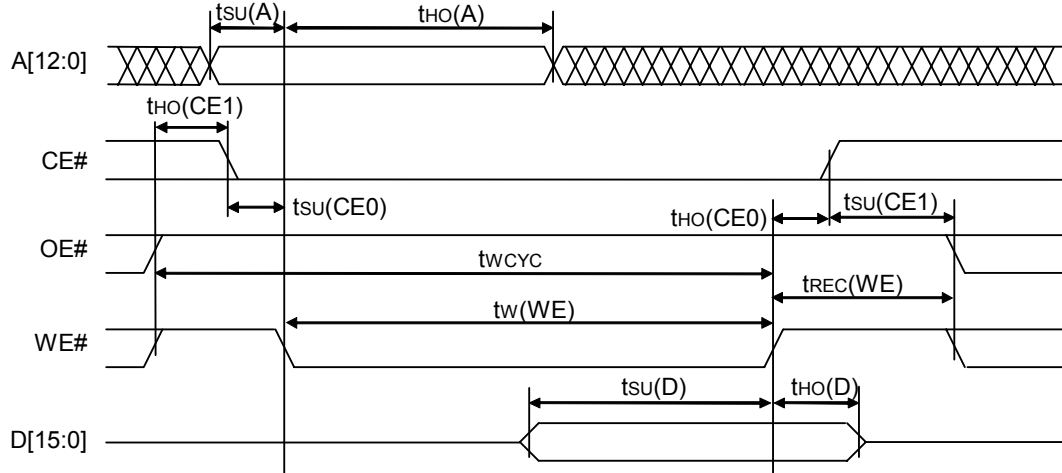 tSU(A)
tHO(A)
A[12:0]
tHO(CE1)
CE#
tSU(CE0)
tHO(CE0)
tSU(CE1)
OE#
tWCYC
tREC(WE)
tW(WE)
WE#
tSU(D)
tHO(D)
D[15:0]